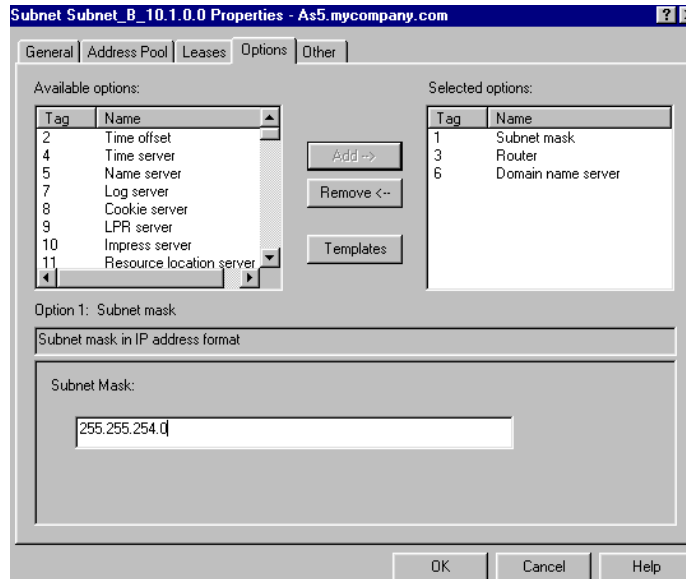 Subnet Subnet_B_10.1.0.0 Properties - As5.mycompany.com ?
General Address Pool Leases Options Other
Available options: Selected options:
Tag Name Tag Name
2 Time offset 1 Subnet mask
4 Time server 3 Router
5 Name server 6 Domain name server
7 Log server
8 Cookie server
9 LPR server
10 Impress server
11 Resource location server
Add -->
Remove <--
Templates
Option 1: Subnet mask
Subnet mask in IP address format
Subnet Mask:
255.255.254.0
OK Cancel Help